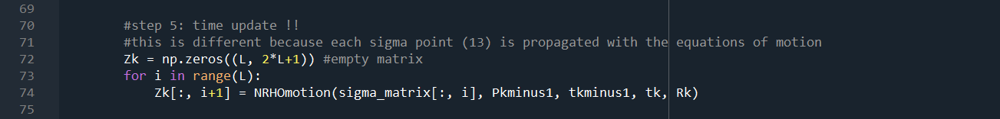 69
70 #step 5: time update !!
71 #this is different because each sigma point (13) is propagated with the equations of motion
72 Zk = np.zeros((L, 2*L+1)) #empty matrix
73 for i in range(L):
74 Zk[:, i+1] = NRHOmotion(sigma_matrix[:, i], Pkminus1, tkminus1, tk, Rk)
75